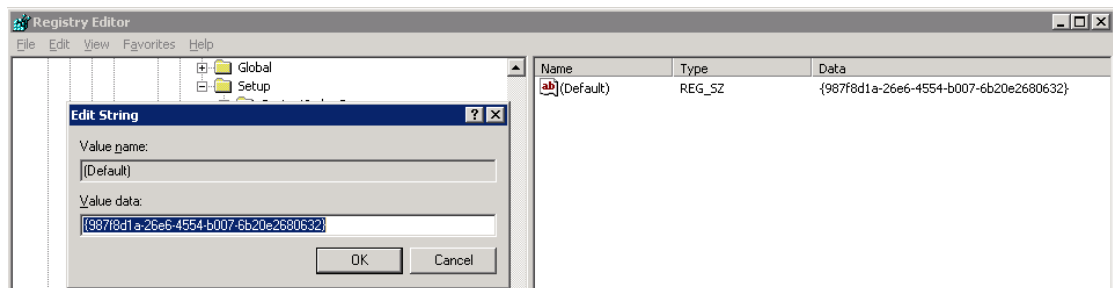 Registry Editor
File Edit View Favorites Help
Global
Setup
Name Type Data
ab (Default) REG_SZ {987f8d1a-26e6-4554-b007-6b20e2680632}
Edit String
Value name:
(Default)
Value data:
{987f8d1a-26e6-4554-b007-6b20e2680632}
OK Cancel